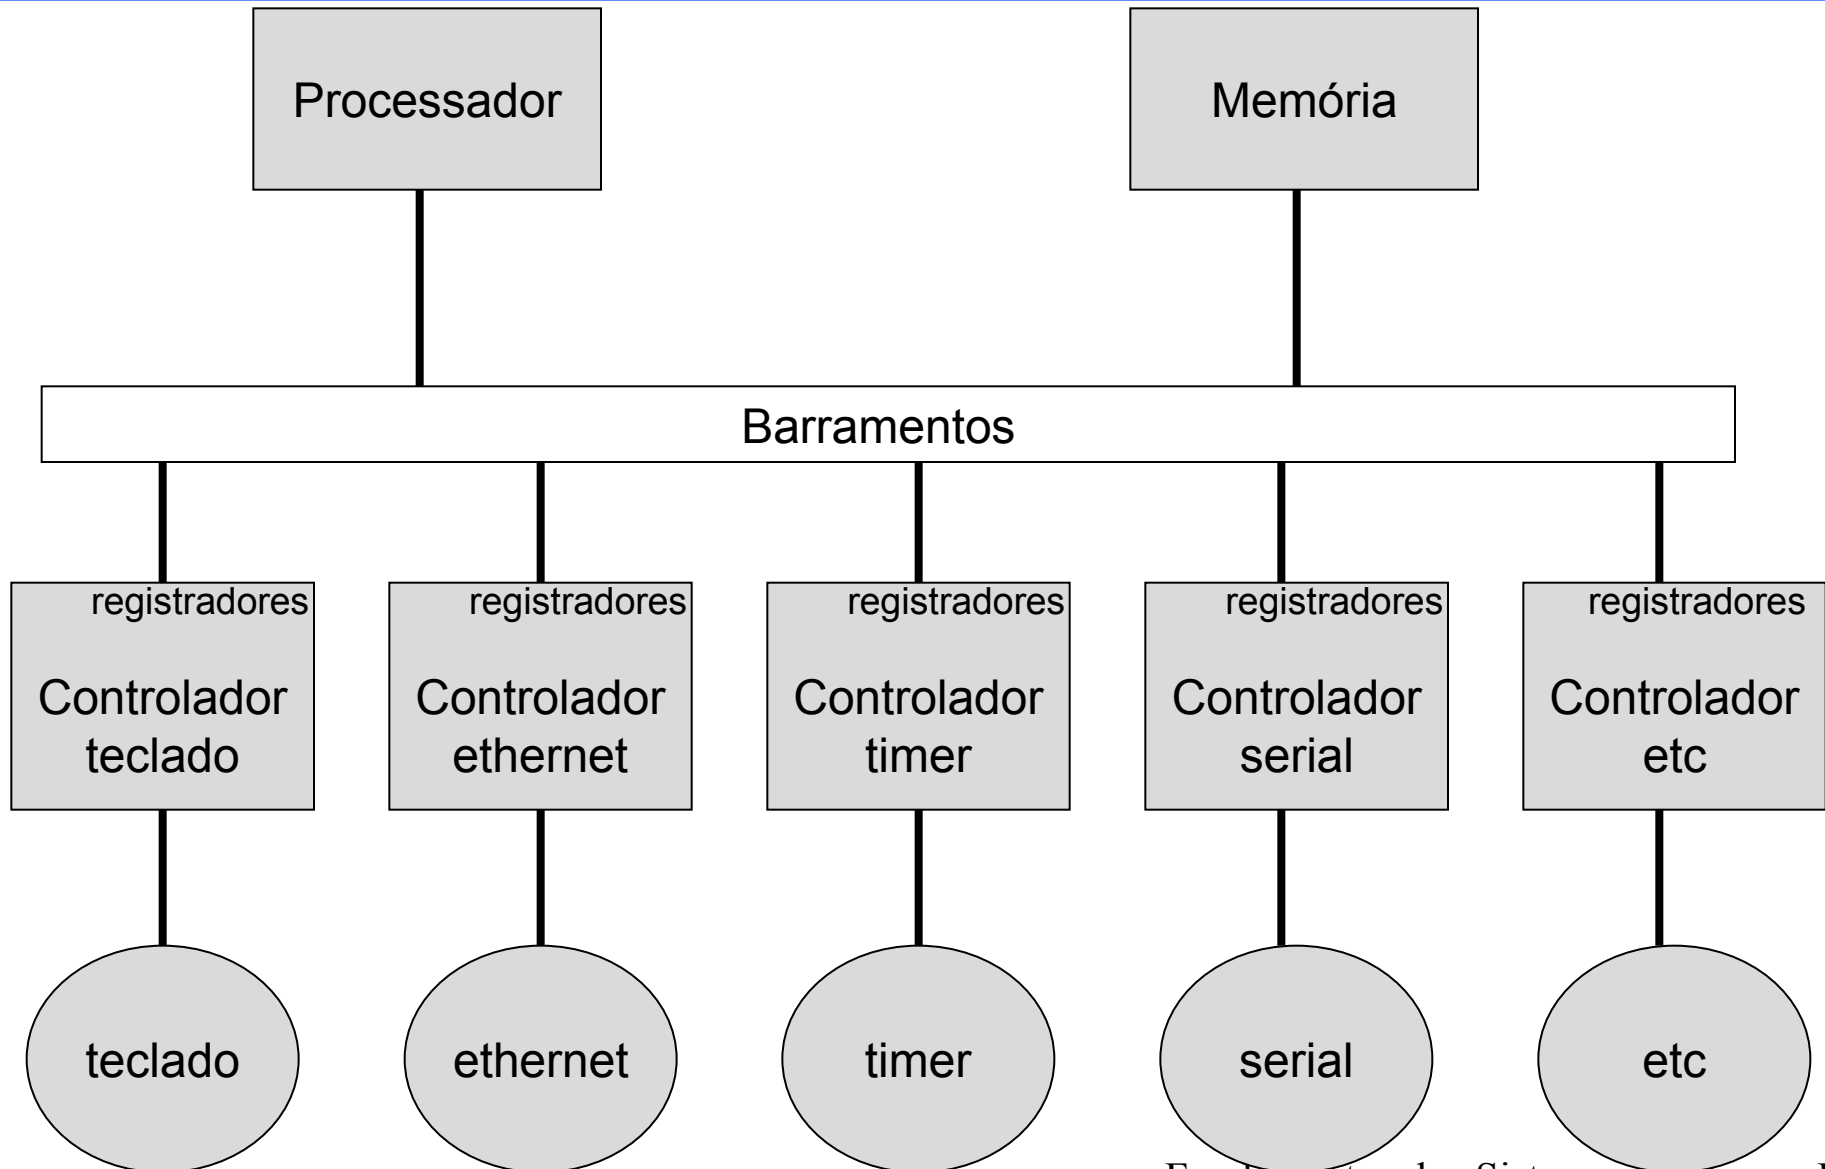 Processador
Memória
Barramentos
registradores
registradores
registradores
registradores
registradores
Controlador
teclado
Controlador
ethernet
Controlador
timer
Controlador
serial
Controlador
etc
teclado
ethernet
timer
serial
etc